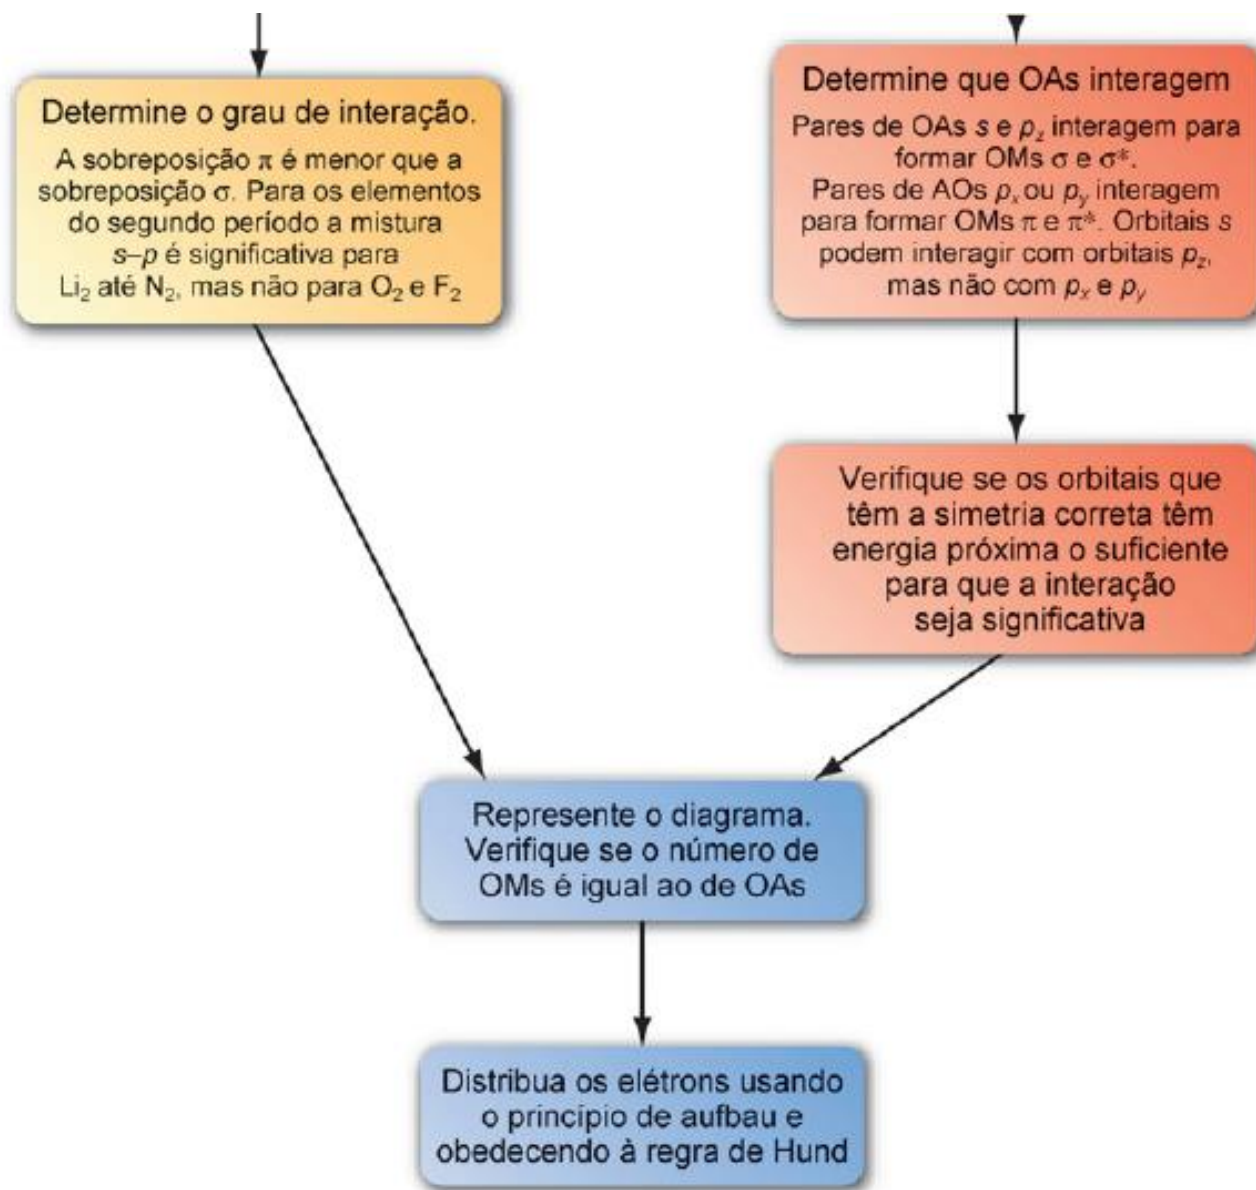 Determine o grau de interação.
A sobreposição π é menor que a
sobreposição σ. Para os elementos
do segundo período a mistura
s–p é significativa para
Li₂ até N₂, mas não para O₂ e F₂
Determine que OAs interagem
Pares de OAs s e p_z interagem para
formar OMs σ e σ*.
Pares de AOs pₓ ou p_y interagem
para formar OMs π e π*. Orbitais s
podem interagir com orbitais p_z,
mas não com pₓ e p_y
Verifique se os orbitais que
têm a simetria correta têm
energia próxima o suficiente
para que a interação
seja significativa
Represente o diagrama.
Verifique se o número de
OMs é igual ao de OAs
Distribua os elétrons usando
o princípio de aufbau e
obedecendo à regra de Hund